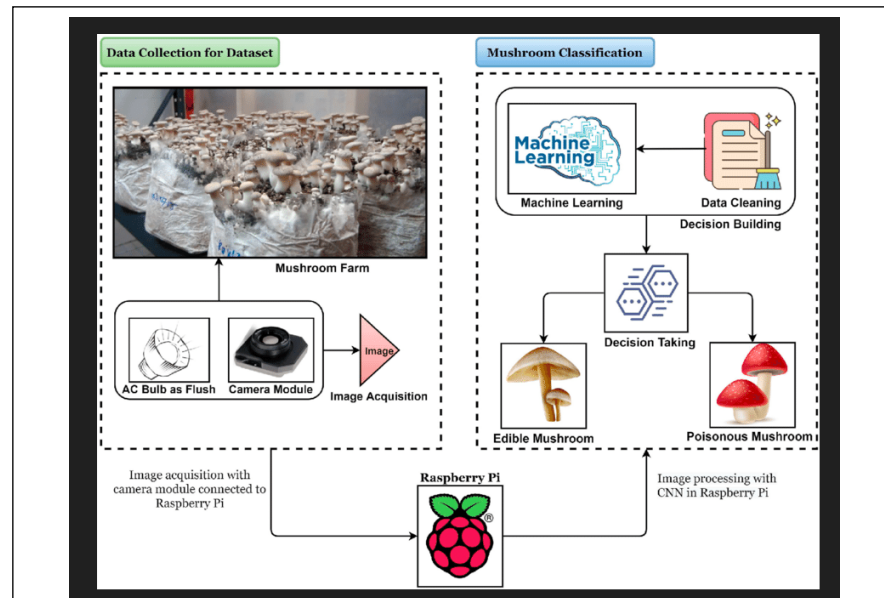 Data Collection for Dataset
Mushroom Farm
AC Bulb as Flush
Camera Module
Image
Image Acquisition
Mushroom Classification
Machine
Learning
Machine Learning
Data Cleaning
Decision Building
Decision Taking
Edible Mushroom
Poisonous Mushroom
Image acquisition with
camera module connected to
Raspberry Pi
Raspberry Pi
®
Image processing with
CNN in Raspberry Pi